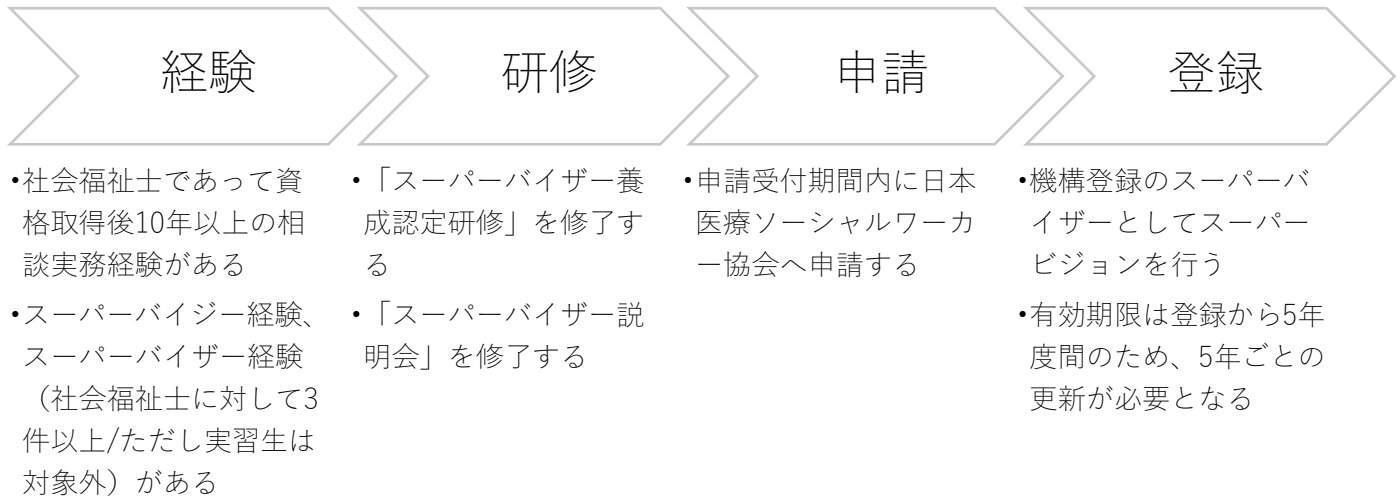 経験
•社会福祉士であって資
格取得後10年以上の相
談実務経験がある
•スーパーバイジー経験、
スーパーバイザー経験
（社会福祉士に対して3
件以上/ただし実習生は
対象外）がある
研修
•「スーパーバイザー養
成認定研修」を修了す
る
•「スーパーバイザー説
明会」を修了する
申請
•申請受付期間内に日本
医療ソーシャルワーカ
ー協会へ申請する
登録
•機構登録のスーパーバ
イザーとしてスーパー
ビジョンを行う
•有効期限は登録から5年
度間のため、5年ごとの
更新が必要となる